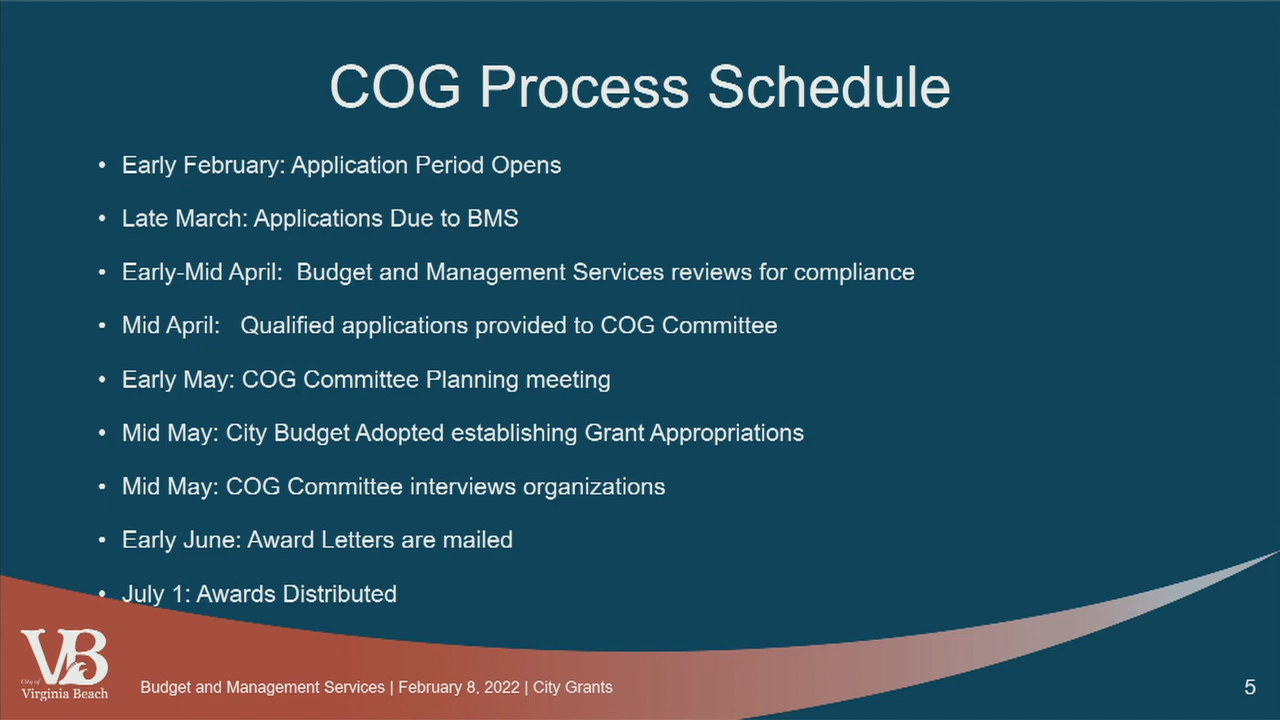 COG Process Schedule
• Early February: Application Period Opens
• Late March: Applications Due to BMS
• Early-Mid April:  Budget and Management Services reviews for compliance
• Mid April:   Qualified applications provided to COG Committee
• Early May: COG Committee Planning meeting
• Mid May: City Budget Adopted establishing Grant Appropriations
• Mid May: COG Committee interviews organizations
• Early June: Award Letters are mailed
• July 1: Awards Distributed
VB
City of
Virginia Beach
Budget and Management Services | February 8, 2022 | City Grants
5